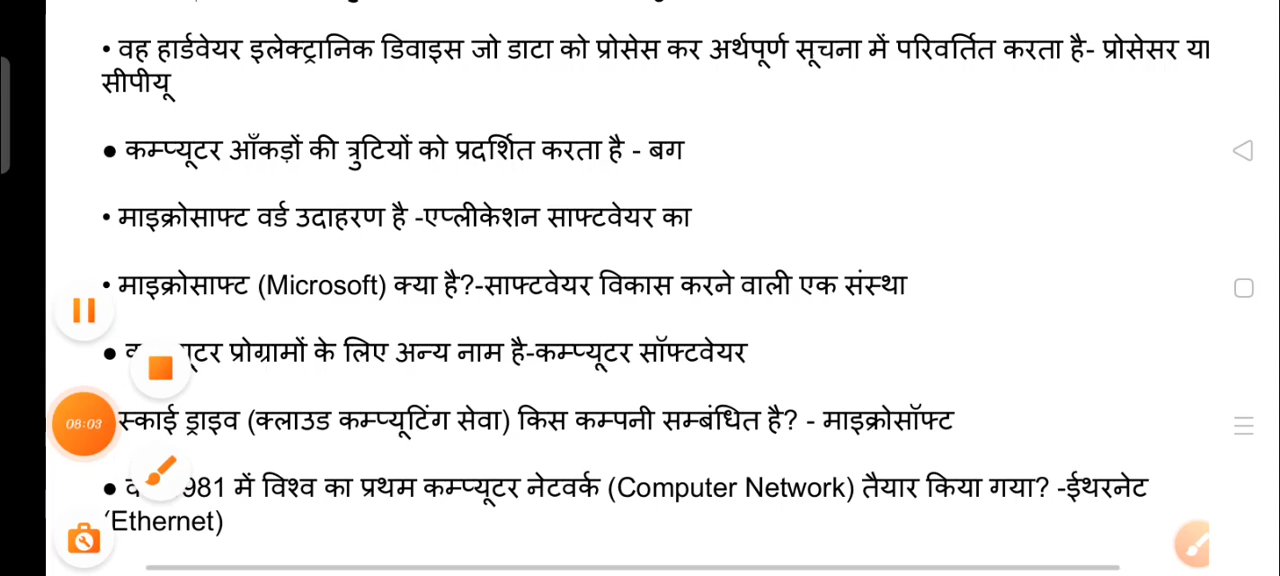 • वह हार्डवेयर इलेक्ट्रानिक डिवाइस जो डाटा को प्रोसेस कर अर्थपूर्ण सूचना में परिवर्तित करता है- प्रोसेसर या
सीपीयू
● कम्प्यूटर आँकड़ों की त्रुटियों को प्रदर्शित करता है - बग
• माइक्रोसाफ्ट वर्ड उदाहरण है -एप्लीकेशन साफ्टवेयर का
• माइक्रोसाफ्ट (Microsoft) क्या है?-साफ्टवेयर विकास करने वाली एक संस्था
● प्रोग्रामों के लिए अन्य नाम है-कम्प्यूटर सॉफ्टवेयर
08:03
स्काई ड्राइव (क्लाउड कम्प्यूटिंग सेवा) किस कम्पनी सम्बंधित है? - माइक्रोसॉफ्ट
● 981 में विश्व का प्रथम कम्प्यूटर नेटवर्क (Computer Network) तैयार किया गया? -ईथरनेट
Ethernet)